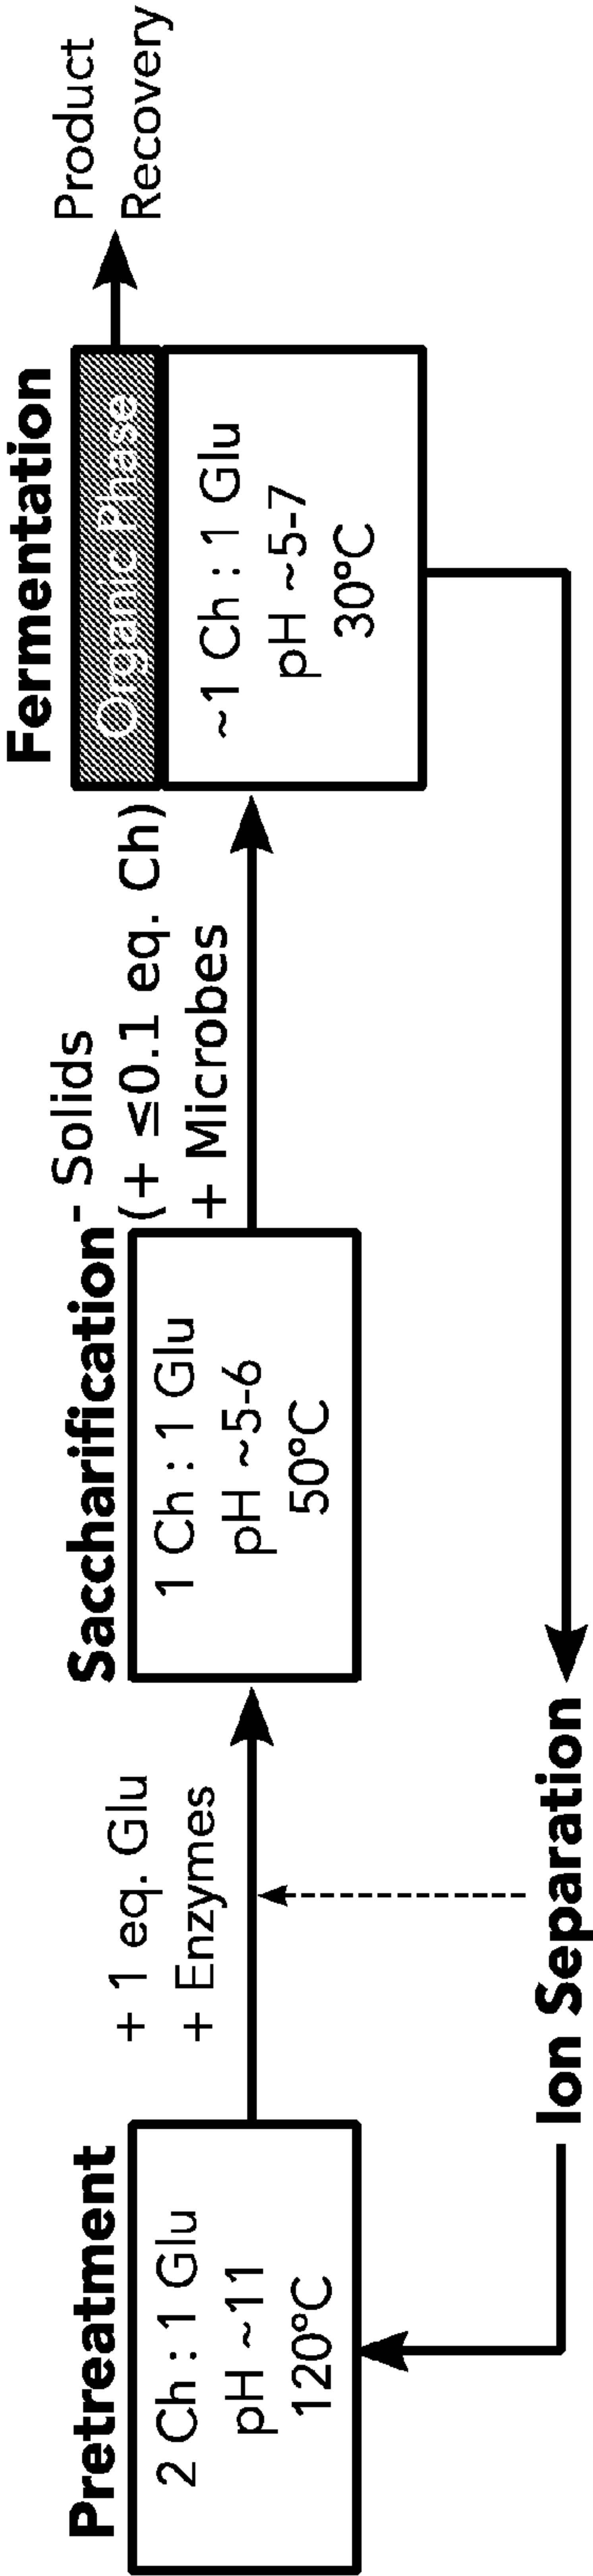 Pretreatment
2 Ch : 1 Glu
pH ~11
120°C
+ 1 eq. Glu
+ Enzymes
Saccharification
1 Ch : 1 Glu
pH ~5-6
50°C
- Solids
(+ ≤0.1 eq. Ch)
+ Microbes
Fermentation
Organic Phase
~1 Ch : 1 Glu
pH ~5-7
30°C
Product
Recovery
Ion Separation